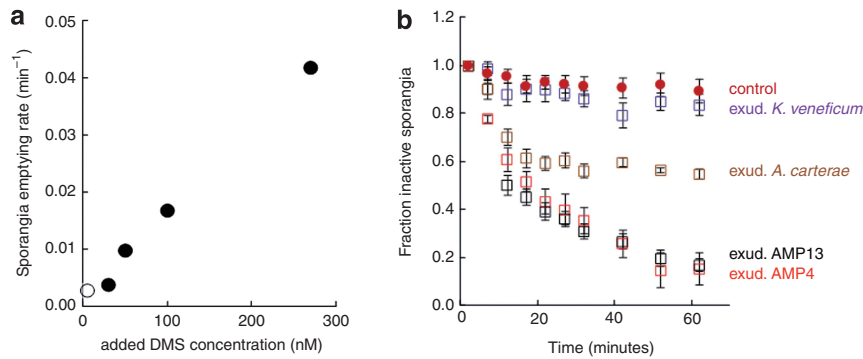 a
Sporangia emptying rate (min−1)
0.05
0.04
0.03
0.02
0.01
0.00
0
100
200
300
added DMS concentration (nM)
b
Fraction inactive sporangia
1.2
1.0
0.8
0.6
0.4
0.2
0
20
40
60
Time (minutes)
control
exud. K. veneficum
exud. A. carterae
exud. AMP13
exud. AMP4